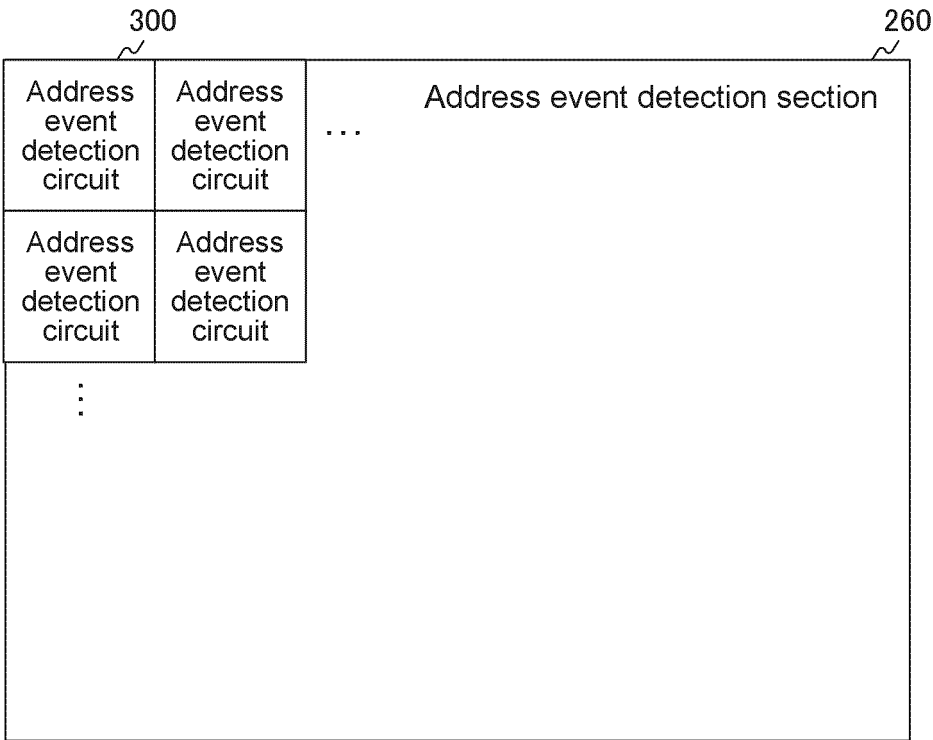 300
260
Address
event
detection
circuit
Address
event
detection
circuit
...
Address event detection section
Address
event
detection
circuit
Address
event
detection
circuit
⋮